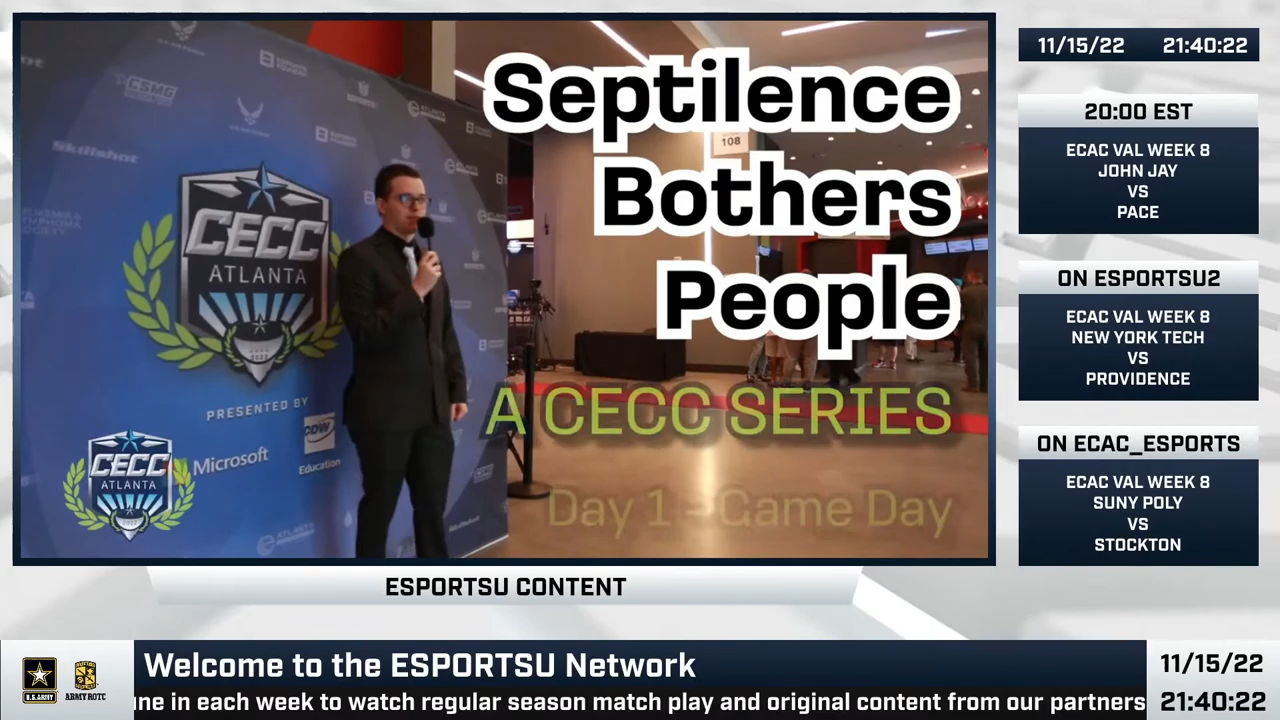 Septilence
Bothers
People
A CECC SERIES
Day 1 - Game Day
108
CSMG
Skillshot
CECC
ATLANTA
PRESENTED BY
Microsoft
CDW
Education
CECC
ATLANTA
2022
ESPORTSU CONTENT
11/15/22 21:40:22
20:00 EST
ECAC VAL WEEK 8
JOHN JAY
VS
PACE
ON ESPORTSU2
ECAC VAL WEEK 8
NEW YORK TECH
VS
PROVIDENCE
ON ECAC_ESPORTS
ECAC VAL WEEK 8
SUNY POLY
VS
STOCKTON
U.S.ARMY
ARMY ROTC
Welcome to the ESPORTSU Network
une in each week to watch regular season match play and original content from our partners
11/15/22
21:40:22